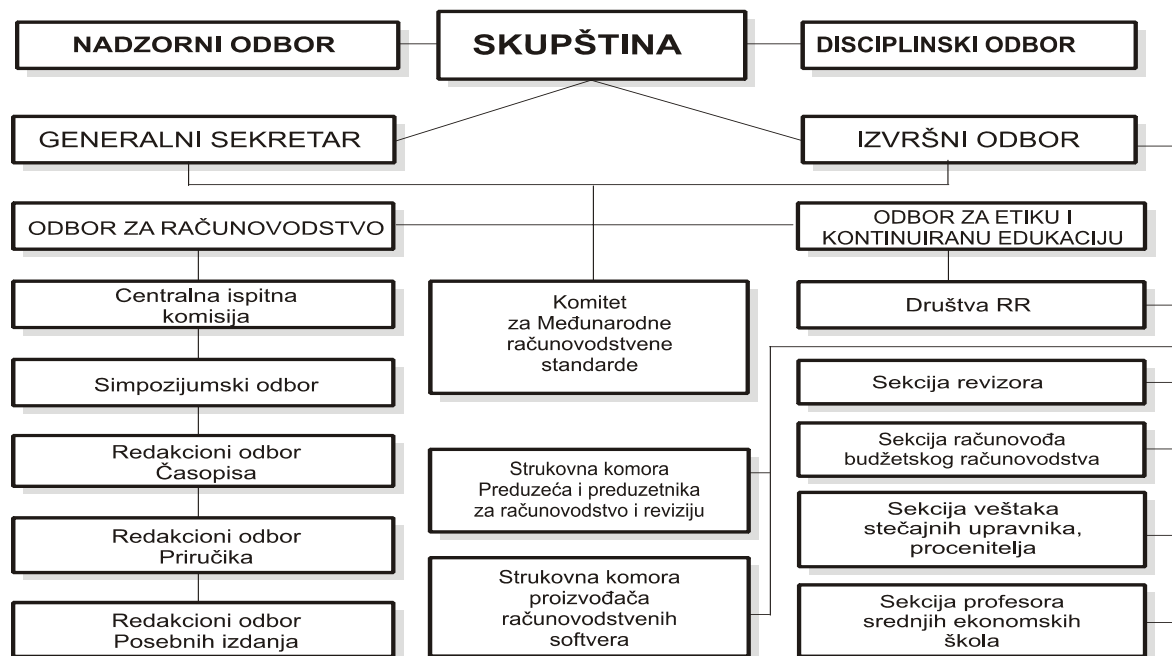 NADZORNI ODBOR
SKUPŠTINA
DISCIPLINSKI ODBOR
GENERALNI SEKRETAR
IZVRŠNI ODBOR
ODBOR ZA RAČUNOVODSTVO
ODBOR ZA ETIKU I
KONTINUIRANU EDUKACIJU
Centralna ispitna
komisija
Komitet
za Međunarodne
računovodstvene
standarde
Društva RR
Simpozijumski odbor
Sekcija revizora
Redakcioni odbor
Časopisa
Strukovna komora
Preduzeća i preduzetnika
za računovodstvo i reviziju
Sekcija računovođa
budžetskog računovodstva
Redakcioni odbor
Priručika
Sekcija veštaka
stečajnih upravnika,
procenitelja
Redakcioni odbor
Posebnih izdanja
Strukovna komora
proizvođača
računovodstvenih
softvera
Sekcija profesora
srednjih ekonomskih
škola